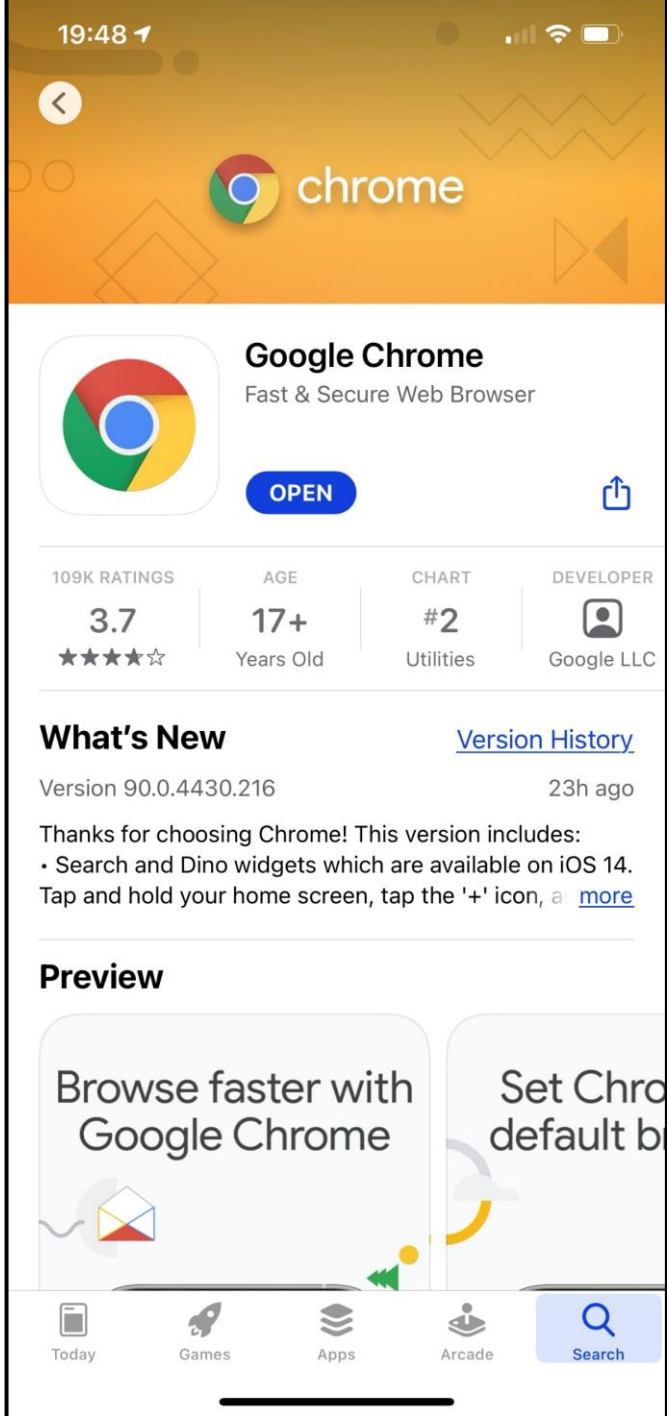 19:48
chrome
Google Chrome
Fast & Secure Web Browser
OPEN
109K RATINGS
3.7
AGE
17+
Years Old
CHART
#2
Utilities
DEVELOPER
Google LLC
What's New
Version History
Version 90.0.4430.216
23h ago
Thanks for choosing Chrome! This version includes:
• Search and Dino widgets which are available on iOS 14.
Tap and hold your home screen, tap the '+' icon, a
more
Preview
Browse faster with
Google Chrome
Set Chro
default b
Today
Games
Apps
Arcade
Search